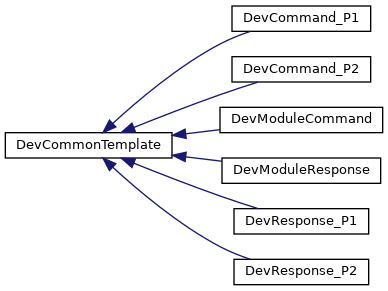 DevCommand_P1
DevCommand_P2
DevModuleCommand
DevCommonTemplate
DevModuleResponse
DevResponse_P1
DevResponse_P2